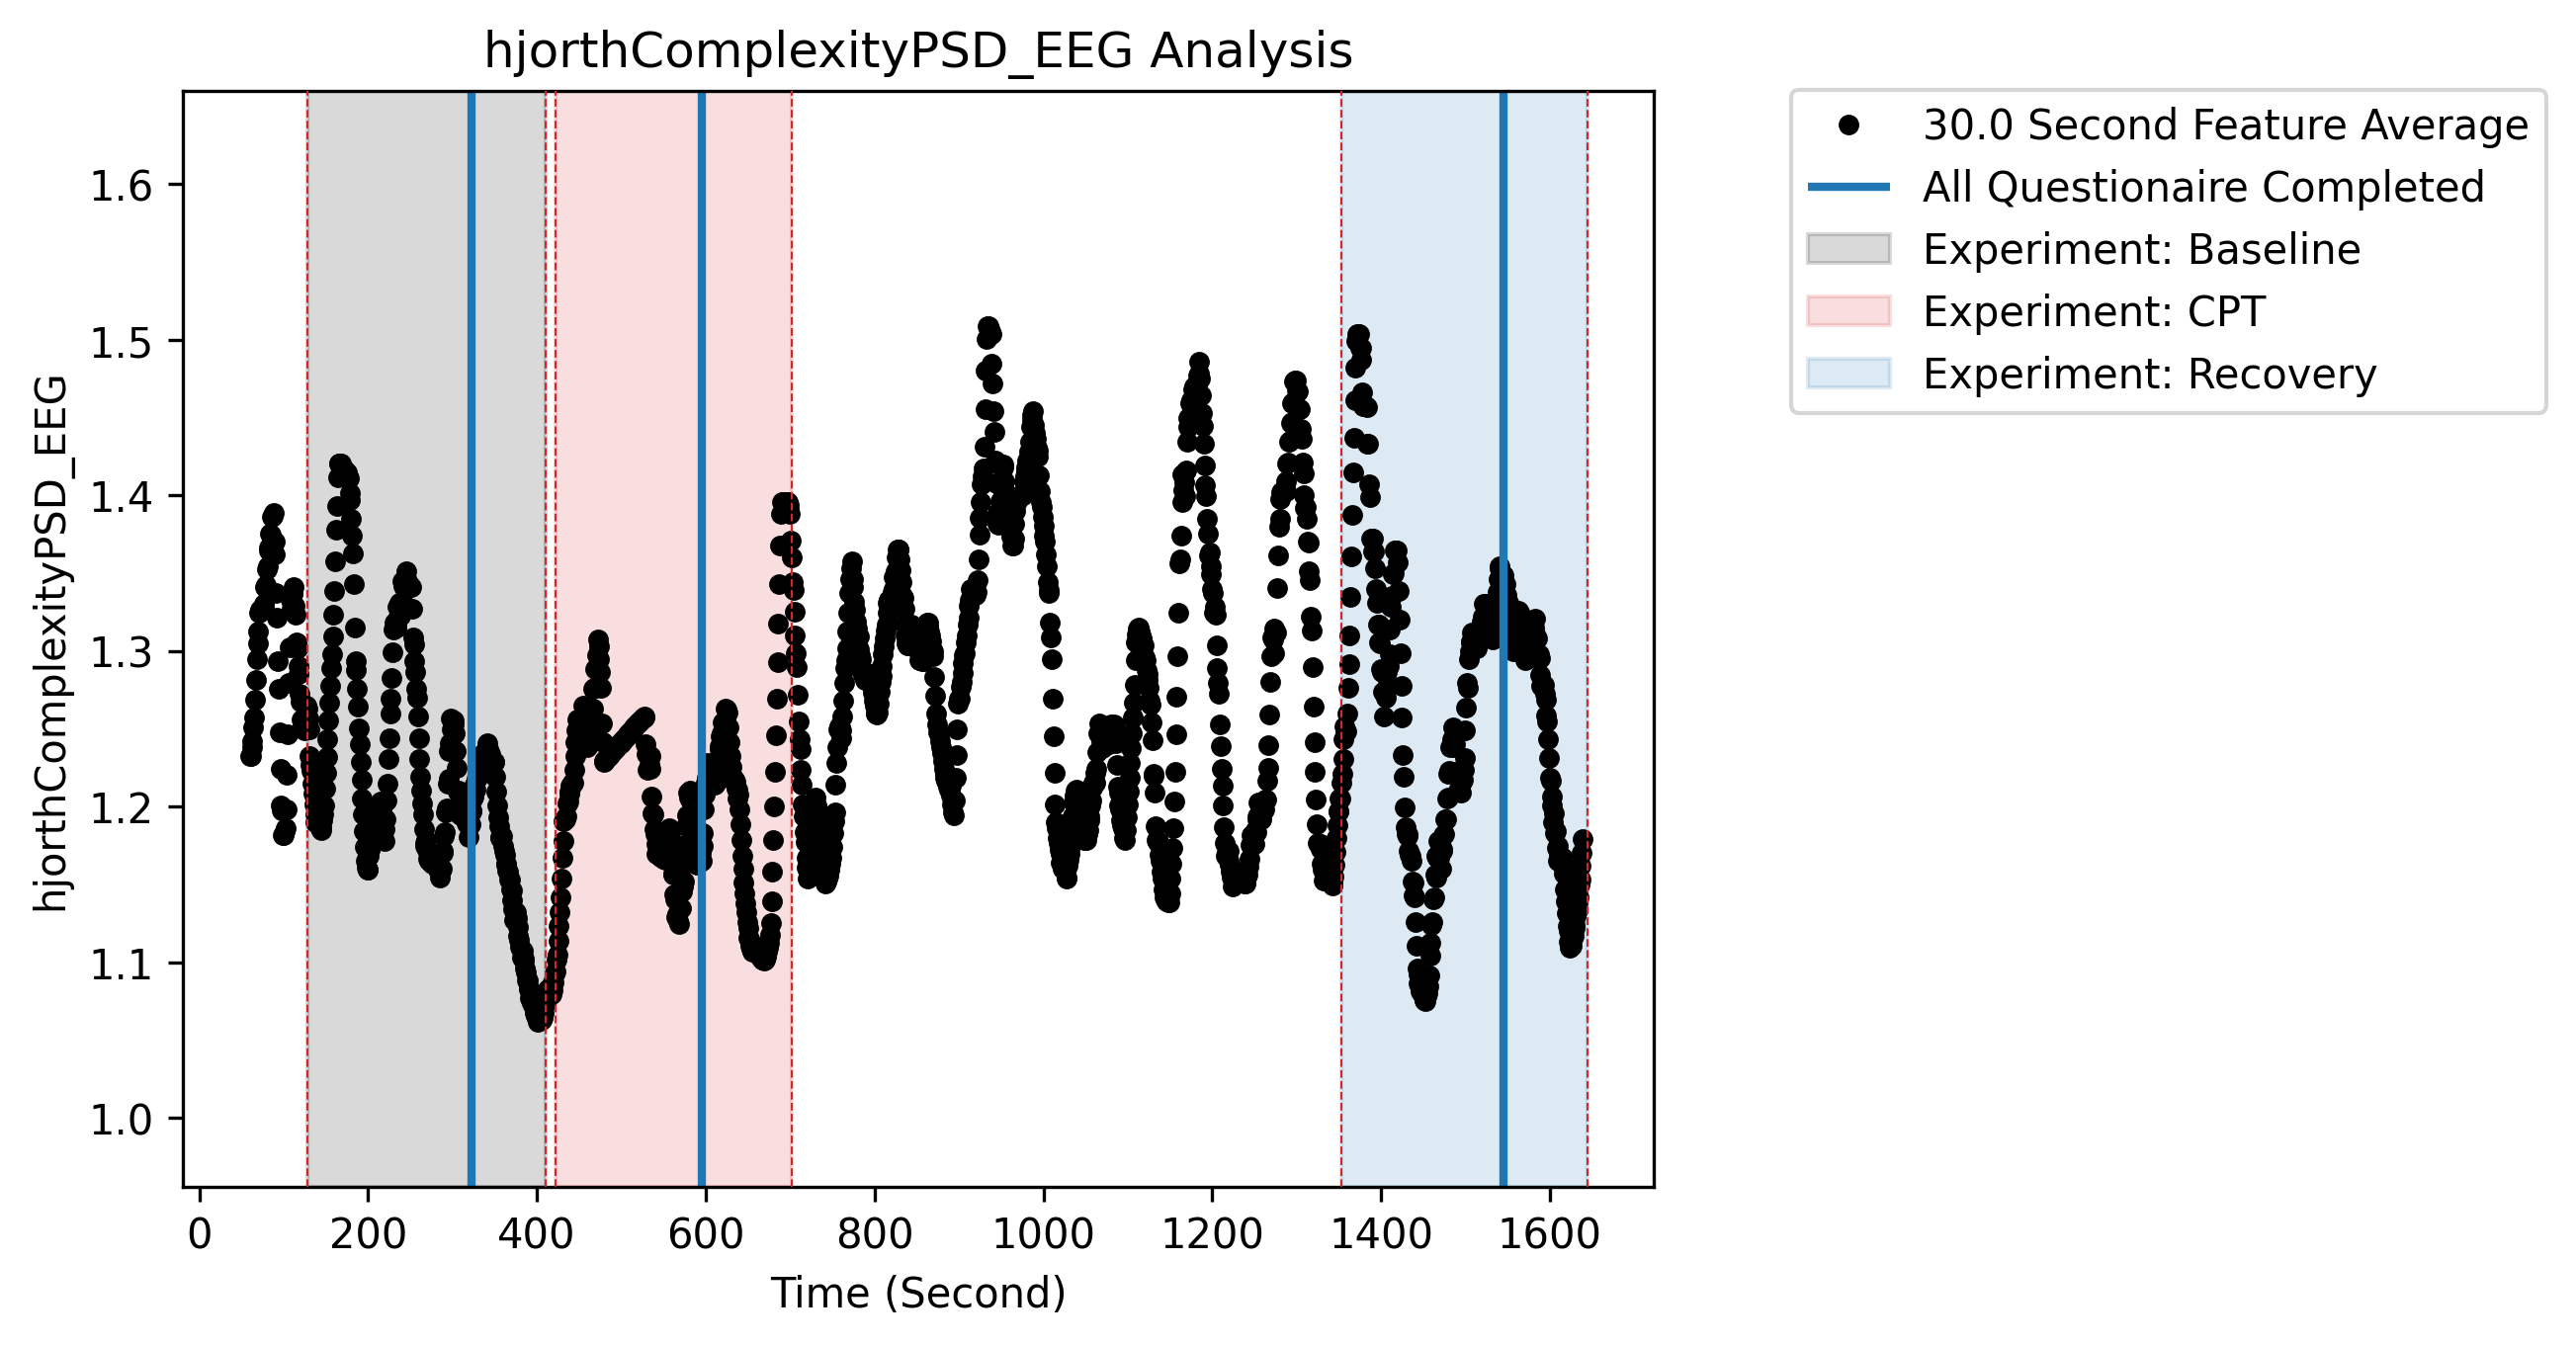 hjorthComplexityPSD_EEG Analysis
30.0 Second Feature Average
All Questionaire Completed
Experiment: Baseline
Experiment: CPT
Experiment: Recovery
hjorthComplexityPSD_EEG
1.6
1.5
1.4
1.3
1.2
1.1
1.0
0 200 400 600 800 1000 1200 1400 1600
Time (Second)